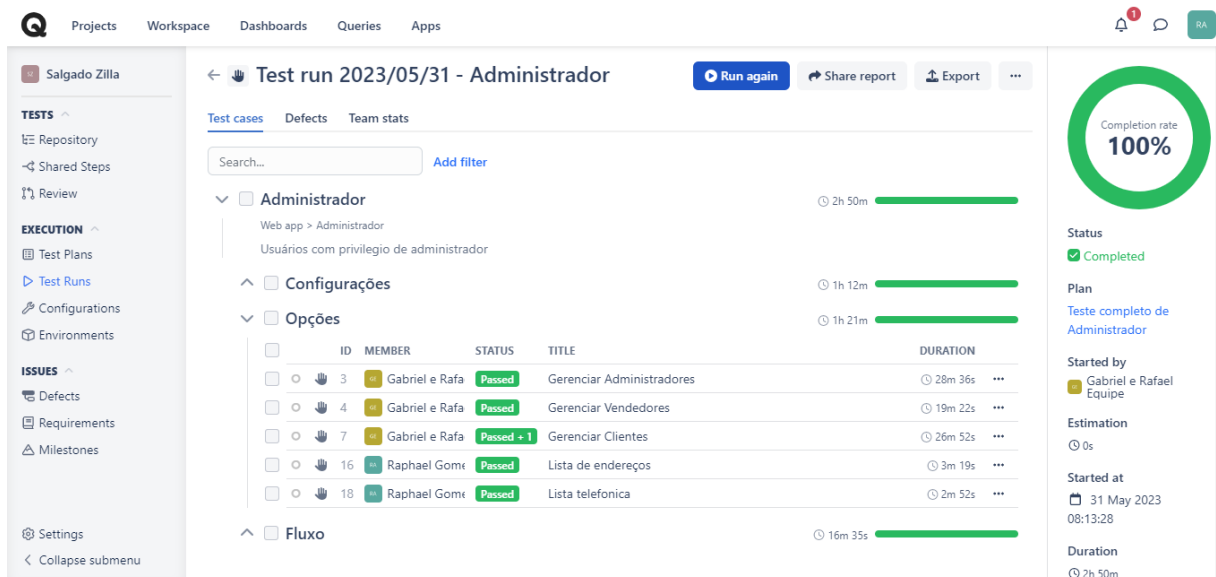 Projects Workspace Dashboards Queries Apps
1
RA
Salgado Zilla
TESTS
Repository
Shared Steps
Review
EXECUTION
Test Plans
Test Runs
Configurations
Environments
ISSUES
Defects
Requirements
Milestones
Settings
Collapse submenu
Test run 2023/05/31 - Administrador
Run again Share report Export
Test cases Defects Team stats
Search... Add filter
Administrador 2h 50m
Web app > Administrador
Usuários com privilegio de administrador
Configurações 1h 12m
Opções 1h 21m
ID MEMBER STATUS TITLE DURATION
3 Gabriel e Rafa Passed Gerenciar Administradores 28m 36s
4 Gabriel e Rafa Passed Gerenciar Vendedores 19m 22s
7 Gabriel e Rafa Passed + 1 Gerenciar Clientes 26m 52s
16 RA Raphael Gome Passed Lista de endereços 3m 19s
18 RA Raphael Gome Passed Lista telefonica 2m 52s
Fluxo 16m 35s
Completion rate
100%
Status
Completed
Plan
Teste completo de
Administrador
Started by
Gabriel e Rafael
Equipe
Estimation
0s
Started at
31 May 2023
08:13:28
Duration
2h 50m